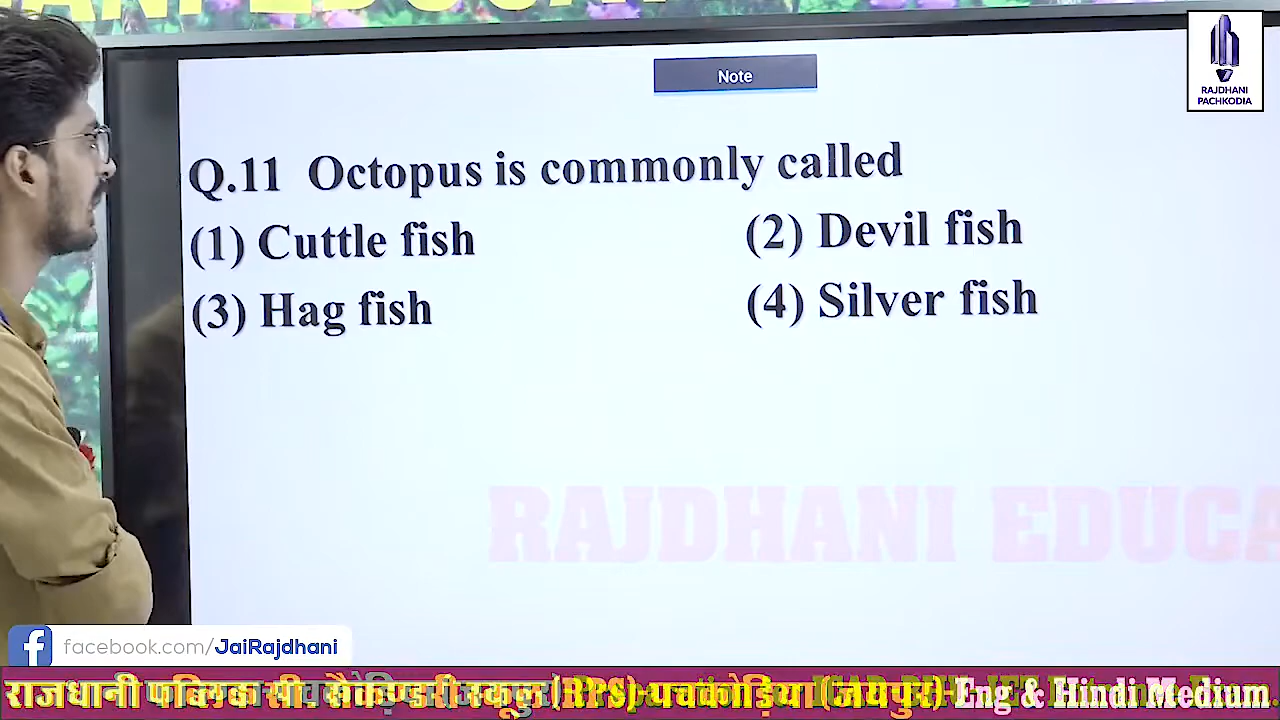 RAJDHANI
PACHKODIA
Note
Q.11 Octopus is commonly called
(1) Cuttle fish
(2) Devil fish
(3) Hag fish
(4) Silver fish
RAJDHANI EDUCA
facebook.com/JaiRajdhani
राजधानी पब्लिक सी. सैकण्डरी स्कूल (RPS)-पचकोड़िया (जयपुर)-Eng & Hindi Medium